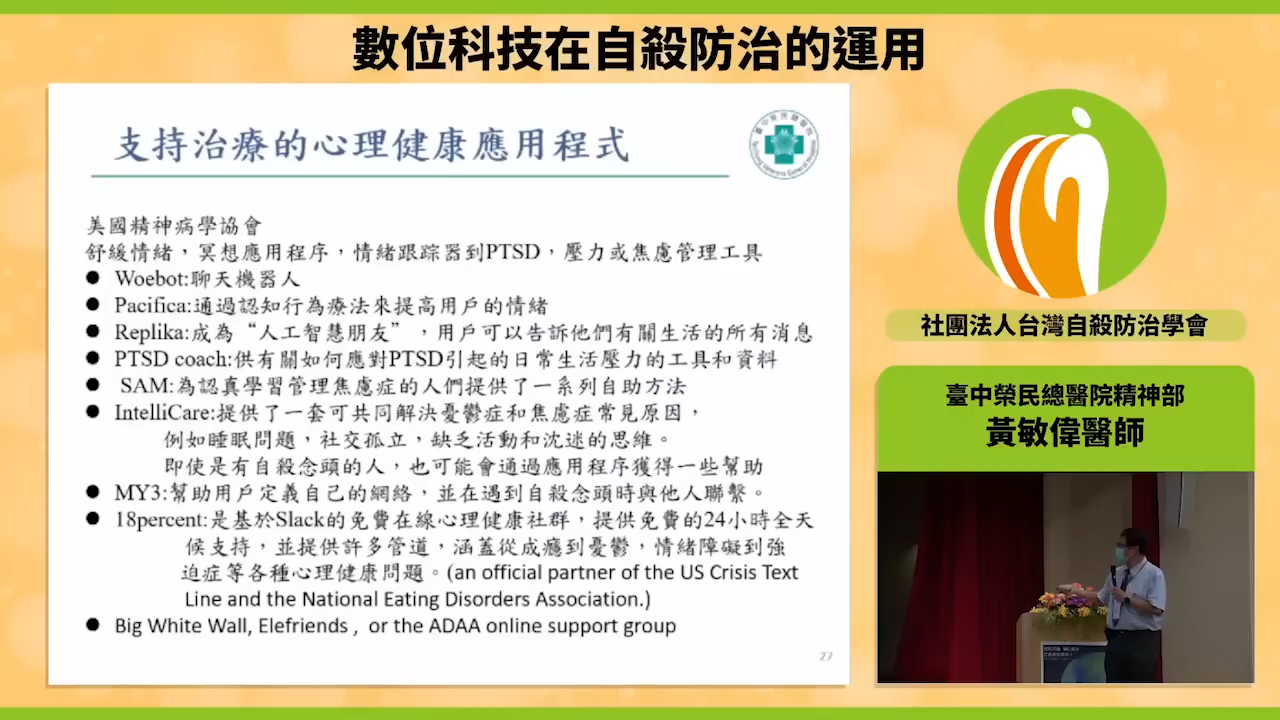 數位科技在自殺防治的運用
支持治療的心理健康應用程式
美國精神病學協會
舒緩情緒，冥想應用程序，情緒跟踪器到PTSD，壓力或焦慮管理工具
● Woebot:聊天機器人
● Pacifica:通過認知行為療法來提高用戶的情緒
● Replika:成為“人工智慧朋友”，用戶可以告訴他們有關生活的所有消息
● PTSD coach:供有關如何應對PTSD引起的日常生活壓力的工具和資料
● SAM:為認真學習管理焦慮症的人們提供了一系列自助方法
● IntelliCare:提供了一套可共同解決憂鬱症和焦慮症常見原因，
例如睡眠問題，社交孤立，缺乏活動和沈迷的思維。
即使是有自殺念頭的人，也可能會通過應用程序獲得一些幫助
● MY3:幫助用戶定義自己的網絡，並在遇到自殺念頭時與他人聯繫。
● 18percent:是基於Slack的免費在線心理健康社群，提供免費的24小時全天
候支持，並提供許多管道，涵蓋從成癮到憂鬱，情緒障礙到強
迫症等各種心理健康問題。(an official partner of the US Crisis Text
Line and the National Eating Disorders Association.)
● Big White Wall, Elefriends , or the ADAA online support group
27
社團法人台灣自殺防治學會
臺中榮民總醫院精神部
黃敏偉醫師